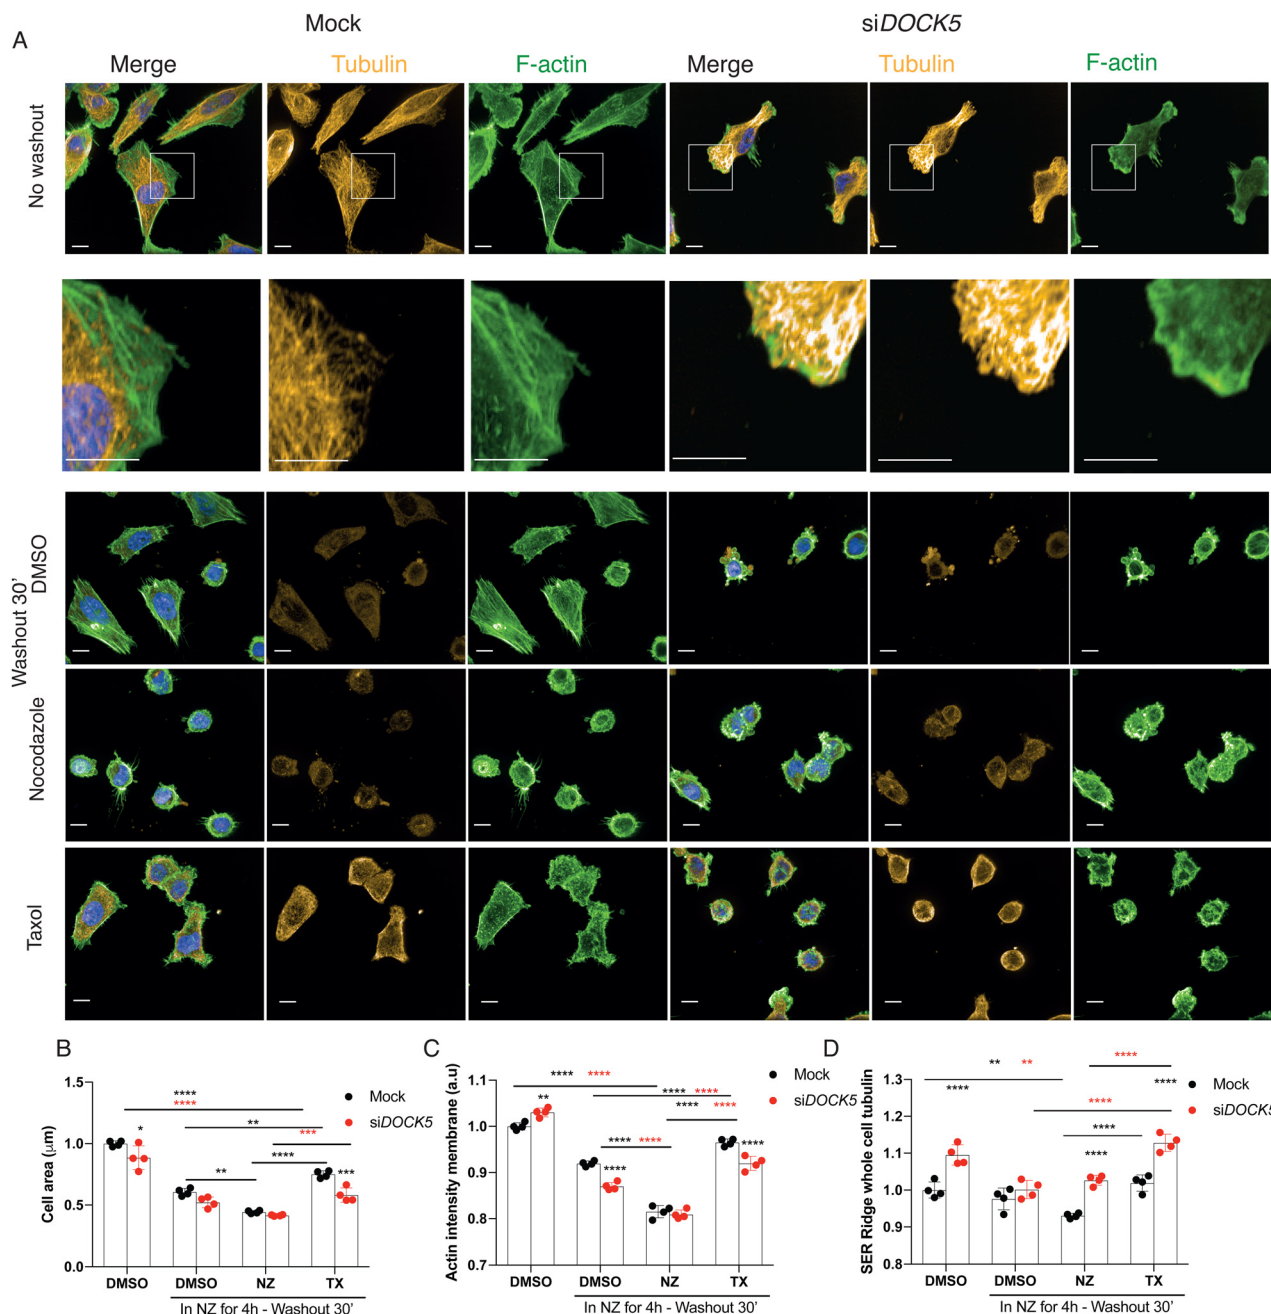 A
Mock
siDOCK5
Merge
Tubulin
F-actin
Merge
Tubulin
F-actin
No washout
Washout 30'
DMSO
Nocodazole
Taxol
B
Cell area (μm)
1.5
1.0
0.5
0.0
****
****
*
**
**
***
****
***
Mock
siDOCK5
DMSO
DMSO
NZ
TX
In NZ for 4h - Washout 30'
C
Actin intensity membrane (a.u)
1.1
1.0
0.9
0.8
0.7
**** ****
**
**** ****
**** ****
**** ****
****
****
Mock
siDOCK5
DMSO
DMSO
NZ
TX
In NZ for 4h - Washout 30'
D
SER Ridge whole cell tubulin
1.3
1.2
1.1
1.0
0.9
0.8
** **
****
****
****
****
****
****
Mock
siDOCK5
DMSO
DMSO
NZ
TX
In NZ for 4h - Washout 30'